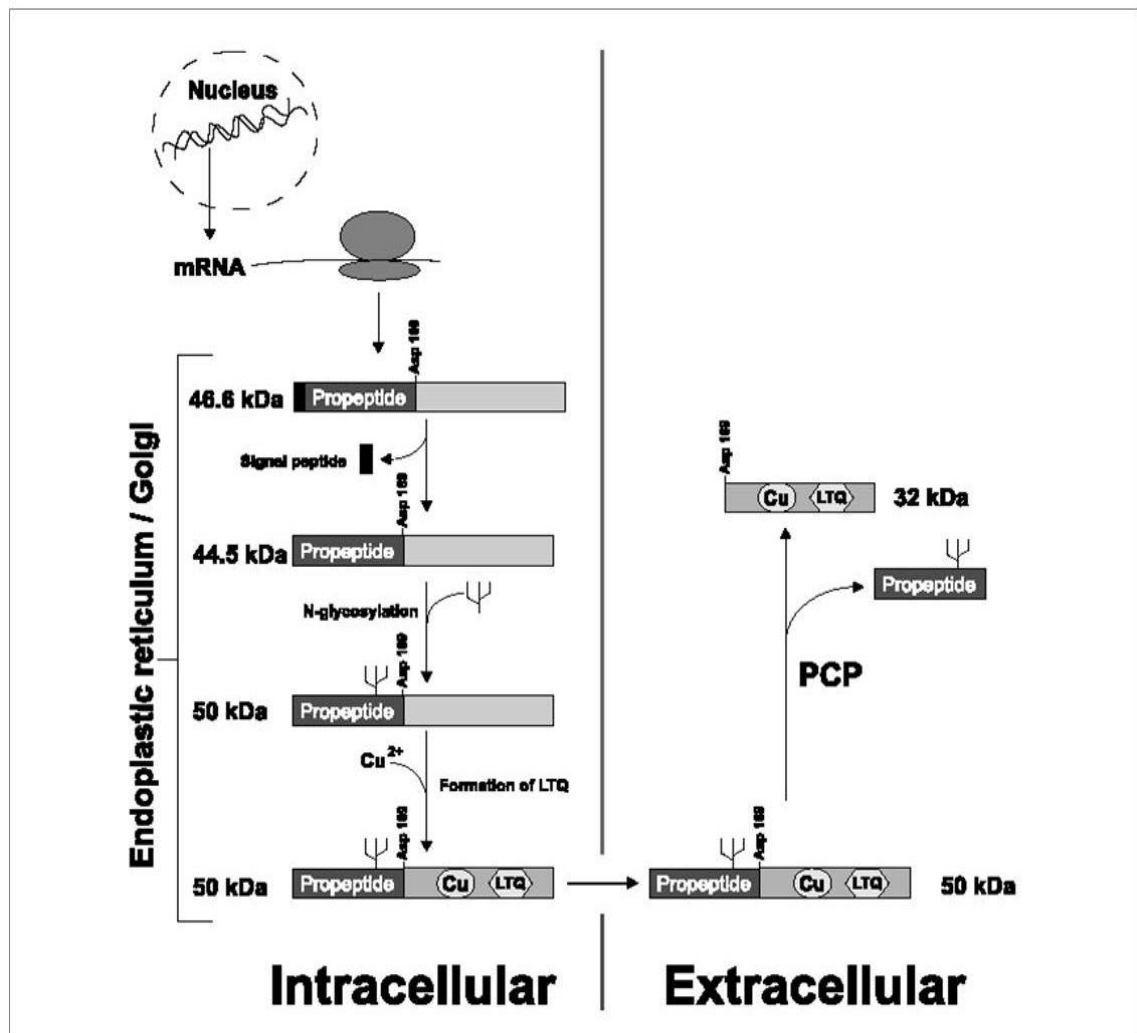 Nucleus
mRNA
Asp 169
46.6 kDa
Propeptide
Signal peptide
Asp 169
44.5 kDa
Propeptide
N-glycosylation
Asp 169
50 kDa
Propeptide
Cu2+
Formation of LTQ
Asp 169
50 kDa
Propeptide
Cu
LTQ
Endoplastic reticulum / Golgi
Intracellular
Asp 169
Cu
LTQ
32 kDa
Propeptide
PCP
Asp 169
Propeptide
Cu
LTQ
50 kDa
Extracellular